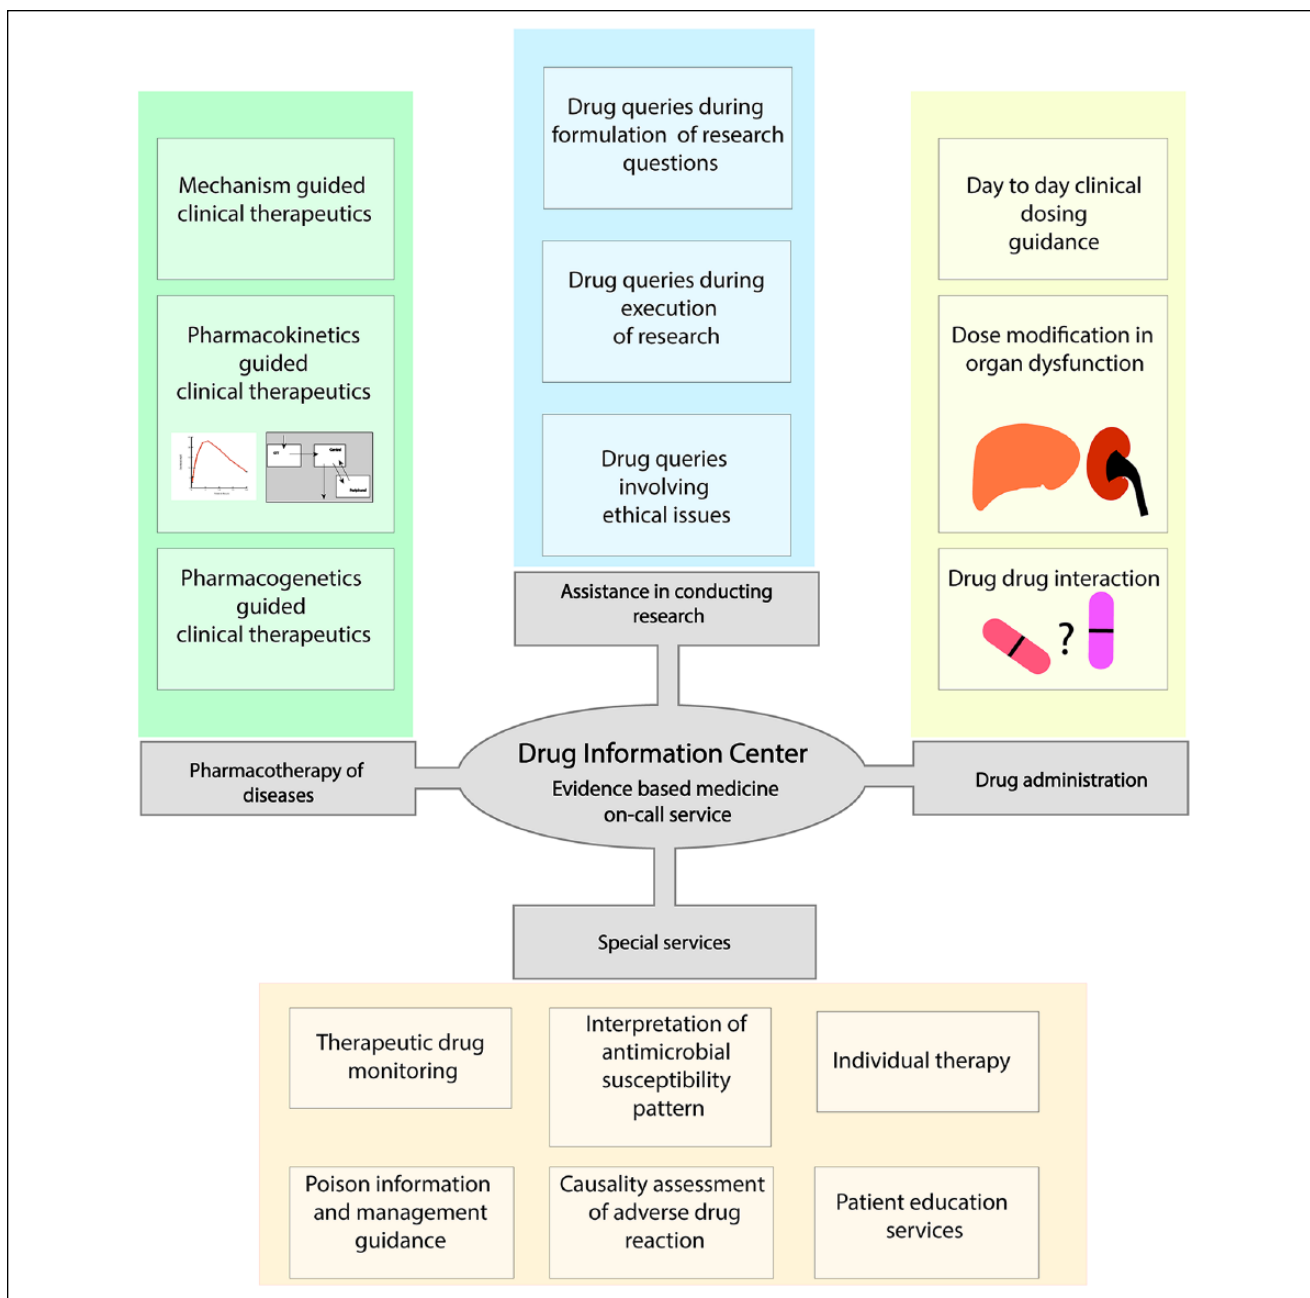 Drug queries during
formulation of research
questions
Drug queries during
execution
of research
Drug queries
involving
ethical issues
Assistance in conducting
research
Mechanism guided
clinical therapeutics
Pharmacokinetics
guided
clinical therapeutics
Central
Peripheral
Pharmacogenetics
guided
clinical therapeutics
Pharmacotherapy of
diseases
Day to day clinical
dosing
guidance
Dose modification in
organ dysfunction
Drug drug interaction
?
Drug administration
Drug Information Center
Evidence based medicine
on-call service
Special services
Therapeutic drug
monitoring
Interpretation of
antimicrobial
susceptibility
pattern
Individual therapy
Poison information
and management
guidance
Causality assessment
of adverse drug
reaction
Patient education
services